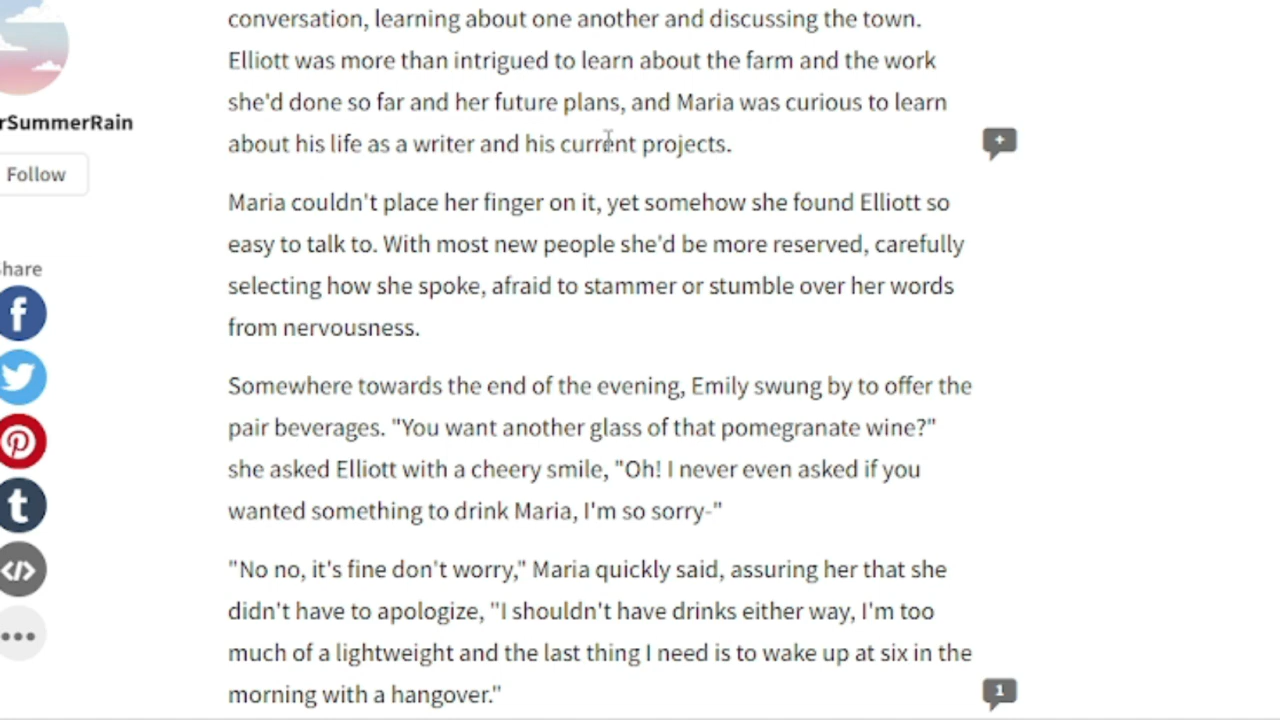 conversation, learning about one another and discussing the town.
Elliott was more than intrigued to learn about the farm and the work
she'd done so far and her future plans, and Maria was curious to learn
about his life as a writer and his current projects.
+
rSummerRain
Follow
Maria couldn't place her finger on it, yet somehow she found Elliott so
easy to talk to. With most new people she'd be more reserved, carefully
selecting how she spoke, afraid to stammer or stumble over her words
from nervousness.
Share
f
t
</>
Somewhere towards the end of the evening, Emily swung by to offer the
pair beverages. "You want another glass of that pomegranate wine?"
she asked Elliott with a cheery smile, "Oh! I never even asked if you
wanted something to drink Maria, I'm so sorry-"
"No no, it's fine don't worry," Maria quickly said, assuring her that she
didn't have to apologize, "I shouldn't have drinks either way, I'm too
much of a lightweight and the last thing I need is to wake up at six in the
morning with a hangover."
1